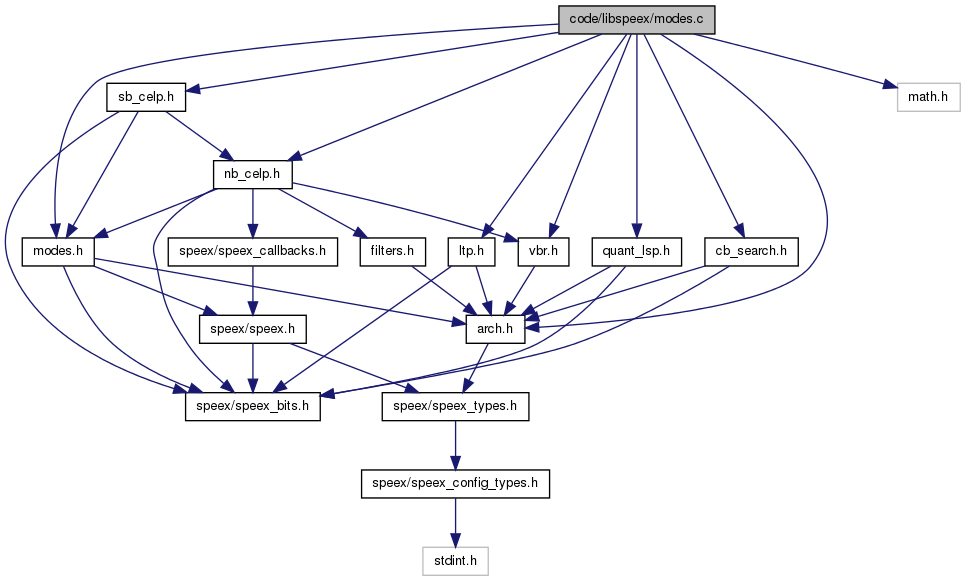 code/libspeex/modes.c
sb_celp.h
math.h
nb_celp.h
modes.h
speex/speex_callbacks.h
filters.h
ltp.h
vbr.h
quant_lsp.h
cb_search.h
speex/speex.h
arch.h
speex/speex_bits.h
speex/speex_types.h
speex/speex_config_types.h
stdint.h